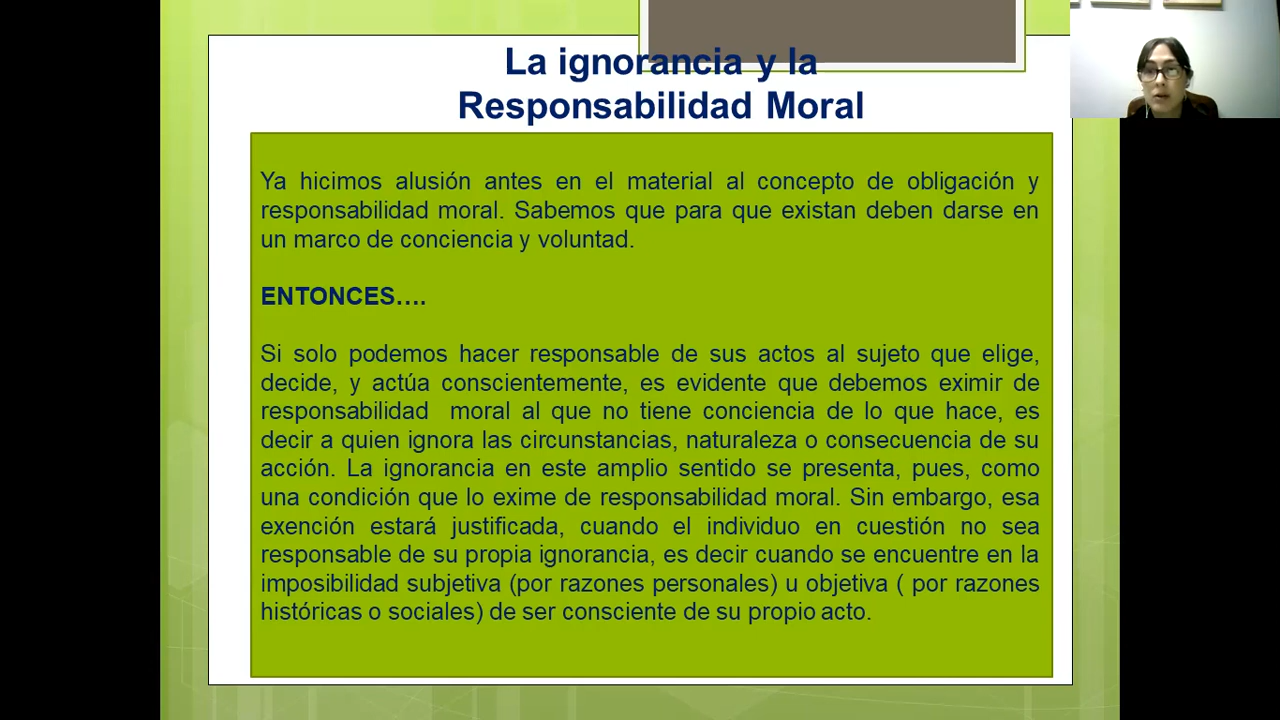 La ignorancia y la
Responsabilidad Moral
Ya hicimos alusión antes en el material al concepto de obligación y
responsabilidad moral. Sabemos que para que existan deben darse en
un marco de conciencia y voluntad.
ENTONCES….
Si solo podemos hacer responsable de sus actos al sujeto que elige,
decide, y actúa conscientemente, es evidente que debemos eximir de
responsabilidad moral al que no tiene conciencia de lo que hace, es
decir a quien ignora las circunstancias, naturaleza o consecuencia de su
acción. La ignorancia en este amplio sentido se presenta, pues, como
una condición que lo exime de responsabilidad moral. Sin embargo, esa
exención estará justificada, cuando el individuo en cuestión no sea
responsable de su propia ignorancia, es decir cuando se encuentre en la
imposibilidad subjetiva (por razones personales) u objetiva ( por razones
históricas o sociales) de ser consciente de su propio acto.